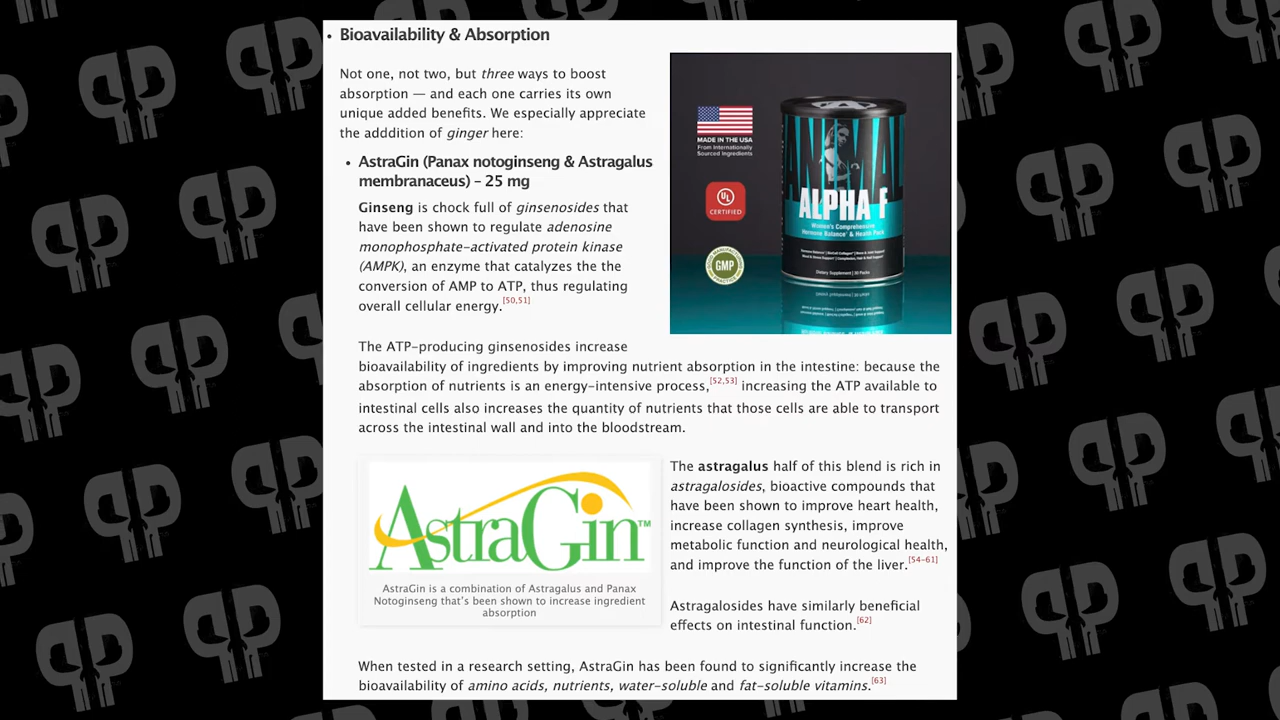 • Bioavailability & Absorption
Not one, not two, but three ways to boost
absorption — and each one carries its own
unique added benefits. We especially appreciate
the adddition of ginger here:
• AstraGin (Panax notoginseng & Astragalus
membranaceus) – 25 mg
Ginseng is chock full of ginsenosides that
have been shown to regulate adenosine
monophosphate-activated protein kinase
(AMPK), an enzyme that catalyzes the the
conversion of AMP to ATP, thus regulating
overall cellular energy.[50,51]
MADE IN THE USA
From Internationally
Sourced Ingredients
UL
CERTIFIED
GMP
ALPHA F
Women's Comprehensive
Hormone Balance & Health Pack
Dietary Supplement | 30 Packs
The ATP-producing ginsenosides increase
bioavailability of ingredients by improving nutrient absorption in the intestine: because the
absorption of nutrients is an energy-intensive process,[52,53] increasing the ATP available to
intestinal cells also increases the quantity of nutrients that those cells are able to transport
across the intestinal wall and into the bloodstream.
AstraGin™
AstraGin is a combination of Astragalus and Panax
Notoginseng that's been shown to increase ingredient
absorption
The astragalus half of this blend is rich in
astragalosides, bioactive compounds that
have been shown to improve heart health,
increase collagen synthesis, improve
metabolic function and neurological health,
and improve the function of the liver.[54-61]
Astragalosides have similarly beneficial
effects on intestinal function.[62]
When tested in a research setting, AstraGin has been found to significantly increase the
bioavailability of amino acids, nutrients, water-soluble and fat-soluble vitamins.[63]